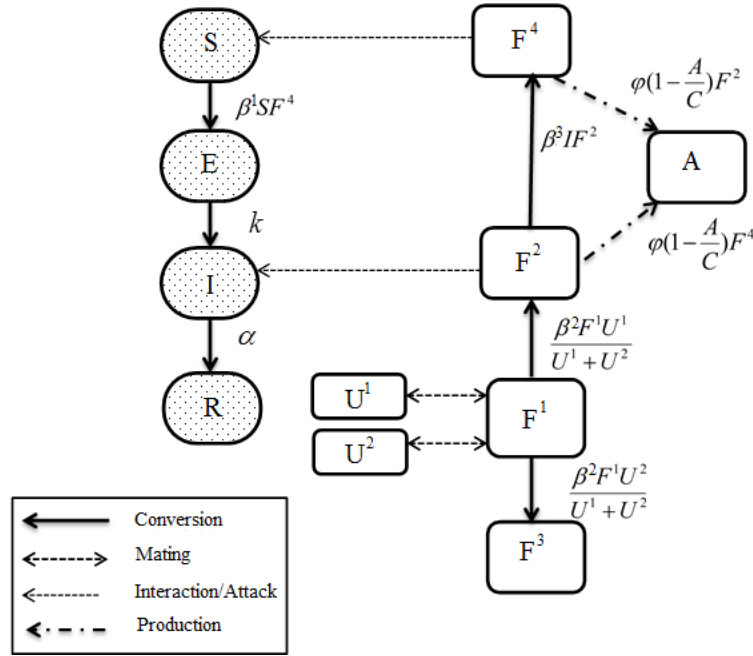 S
F⁴
β¹SF⁴
φ(1-A/C)F²
β³IF²
E
A
k
φ(1-A/C)F⁴
I
F²
α
β²F¹U¹
U¹+U²
U¹
F¹
R
U²
β²F¹U²
U¹+U²
F³
Conversion
Mating
Interaction/Attack
Production